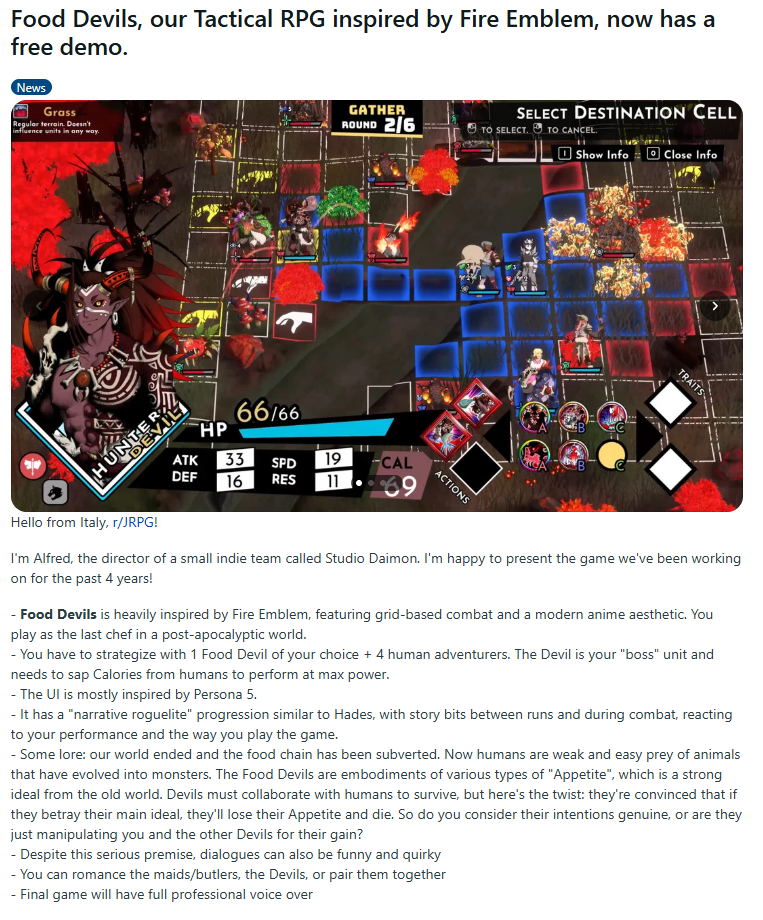 Food Devils, our Tactical RPG inspired by Fire Emblem, now has a
free demo.
News
Grass
Regular terrain. Doesn't
influence units in any way.
GATHER
ROUND 2/6
SELECT DESTINATION CELL
TO SELECT. TO CANCEL.
I Show Info O Close Info
HUNTER
DEVIL
HP 66/66
ATK 33 SPD 19 CAL
DEF 16 RES 11 69
ACTIONS
TRAITS
A B C
A B C
Hello from Italy, r/JRPG!
I'm Alfred, the director of a small indie team called Studio Daimon. I'm happy to present the game we've been working
on for the past 4 years!
- Food Devils is heavily inspired by Fire Emblem, featuring grid-based combat and a modern anime aesthetic. You
play as the last chef in a post-apocalyptic world.
- You have to strategize with 1 Food Devil of your choice + 4 human adventurers. The Devil is your "boss" unit and
needs to sap Calories from humans to perform at max power.
- The UI is mostly inspired by Persona 5.
- It has a "narrative roguelite" progression similar to Hades, with story bits between runs and during combat, reacting
to your performance and the way you play the game.
- Some lore: our world ended and the food chain has been subverted. Now humans are weak and easy prey of animals
that have evolved into monsters. The Food Devils are embodiments of various types of "Appetite", which is a strong
ideal from the old world. Devils must collaborate with humans to survive, but here's the twist: they're convinced that if
they betray their main ideal, they'll lose their Appetite and die. So do you consider their intentions genuine, or are they
just manipulating you and the other Devils for their gain?
- Despite this serious premise, dialogues can also be funny and quirky
- You can romance the maids/butlers, the Devils, or pair them together
- Final game will have full professional voice over